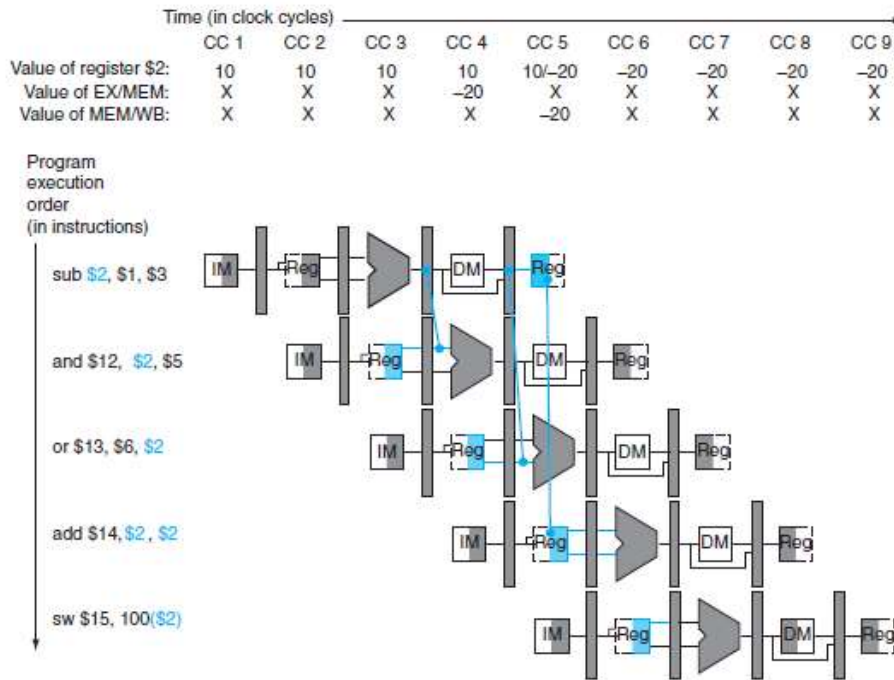 Time (in clock cycles)
CC 1 CC 2 CC 3 CC 4 CC 5 CC 6 CC 7 CC 8 CC 9
Value of register $2: 10 10 10 10 10/–20 –20 –20 –20 –20
Value of EX/MEM: X X X –20 X X X X X
Value of MEM/WB: X X X X –20 X X X X
Program
execution
order
(in instructions)
sub $2, $1, $3
IM Reg DM Reg
and $12, $2, $5
IM Reg DM Reg
or $13, $6, $2
IM Reg DM Reg
add $14, $2 , $2
IM Reg DM Reg
sw $15, 100($2)
IM Reg DM Reg